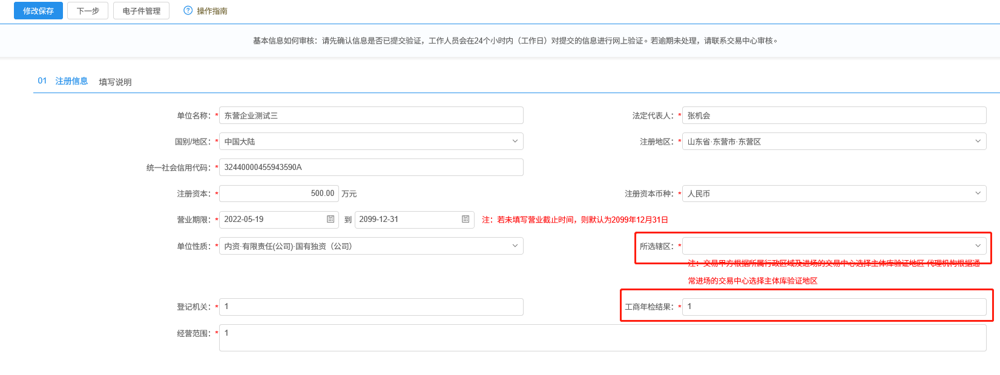 修改保存 下一步 电子件管理 ? 操作指南
基本信息如何审核：请先确认信息是否已提交验证，工作人员会在24个小时内（工作日）对提交的信息进行网上验证。若逾期未处理，请联系交易中心审核。
01 注册信息 填写说明
单位名称：* 东营企业测试三 法定代表人：* 张机会
国别/地区：* 中国大陆 注册地区：* 山东省·东营市·东营区
统一社会信用代码：* 32440000455943590A
注册资本：* 500.00 万元 注册资本币种：* 人民币
营业期限：* 2022-05-19 到 2099-12-31 注：若未填写营业截止时间，则默认为2099年12月31日
单位性质：* 内资·有限责任(公司)·国有独资（公司） 所选辖区：*
注：交易甲方根据所属行政区域及进场的交易中心选择主体库验证地区 代理机构根据通
常进场的交易中心选择主体库验证地区
登记机关：* 1 工商年检结果：* 1
经营范围：* 1